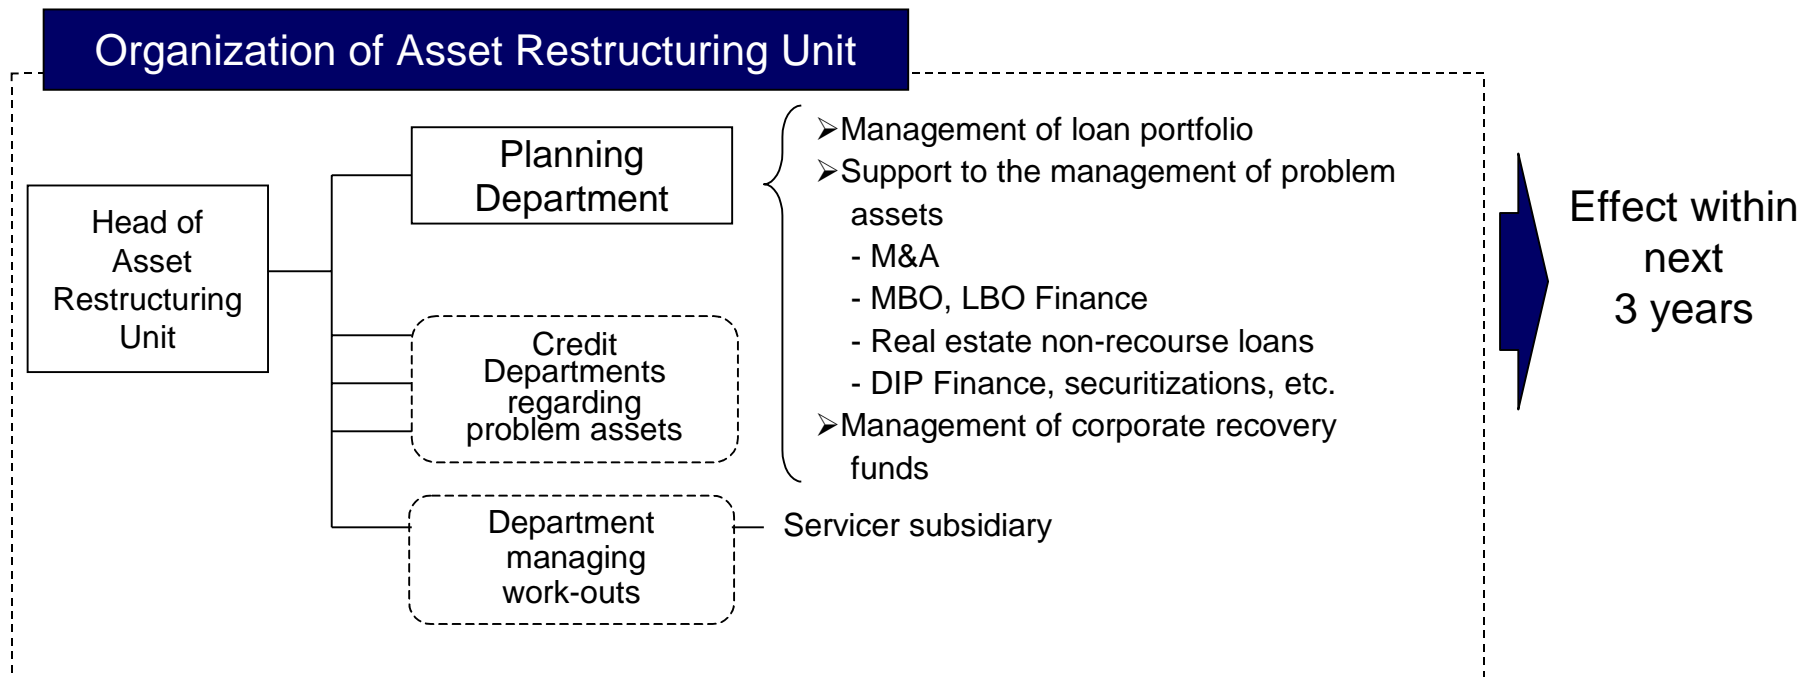 Organization of Asset Restructuring Unit
Head of
Asset
Restructuring
Unit
Planning
Department
Credit
Departments
regarding
problem assets
Department
managing
work-outs
➢Management of loan portfolio
➢Support to the management of problem
assets
- M&A
- MBO, LBO Finance
- Real estate non-recourse loans
- DIP Finance, securitizations, etc.
➢Management of corporate recovery
funds
Servicer subsidiary
Effect within
next
3 years